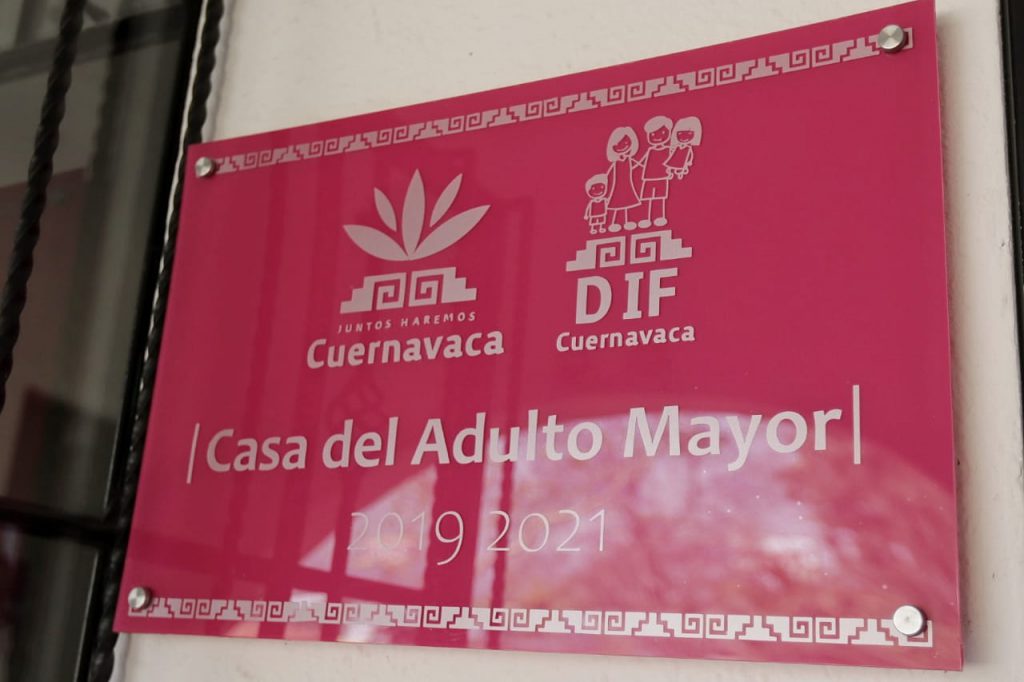 JUNTOS HAREMOS
Cuernavaca
DIF
Cuernavaca
|Casa del Adulto Mayor|
2019 2021